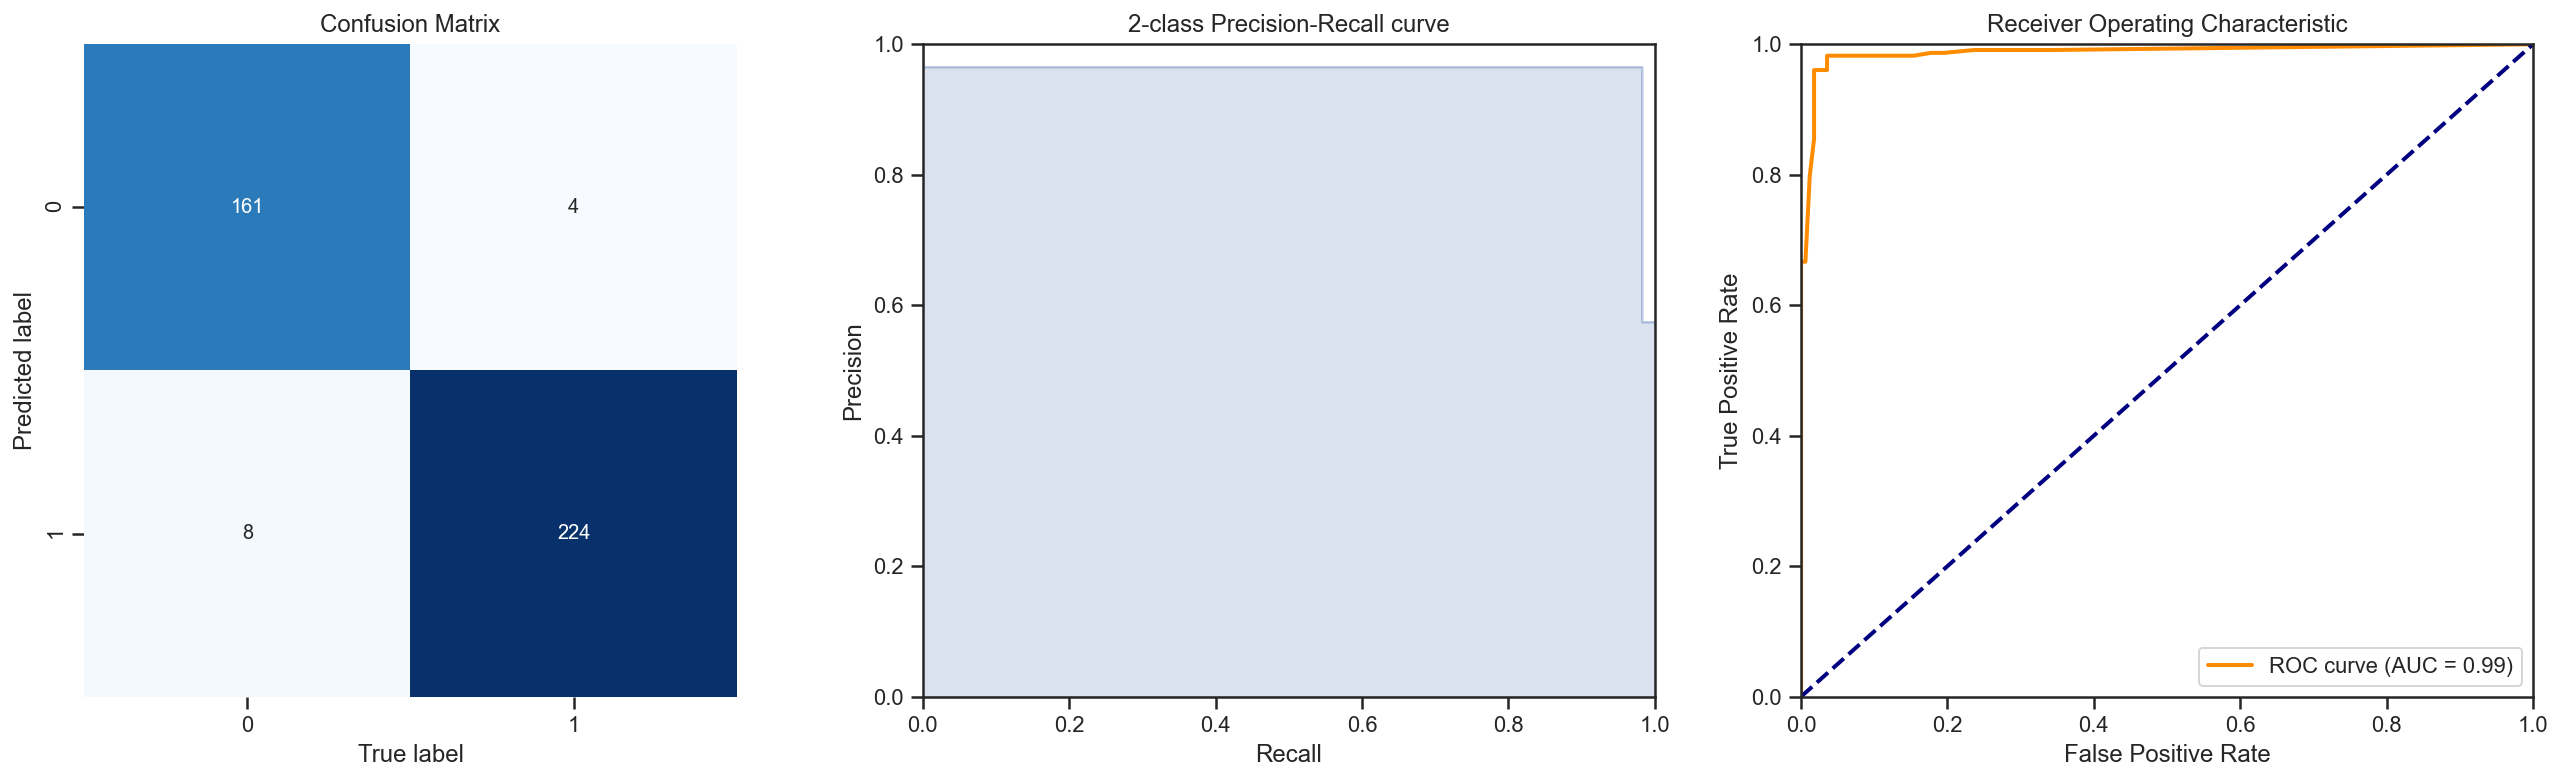 Confusion Matrix
Predicted label
0
1
161
4
8
224
0
1
True label
2-class Precision-Recall curve
Precision
1.0
0.8
0.6
0.4
0.2
0.0
0.0 0.2 0.4 0.6 0.8 1.0
Recall
Receiver Operating Characteristic
True Positive Rate
1.0
0.8
0.6
0.4
0.2
0.0
ROC curve (AUC = 0.99)
0.0 0.2 0.4 0.6 0.8 1.0
False Positive Rate